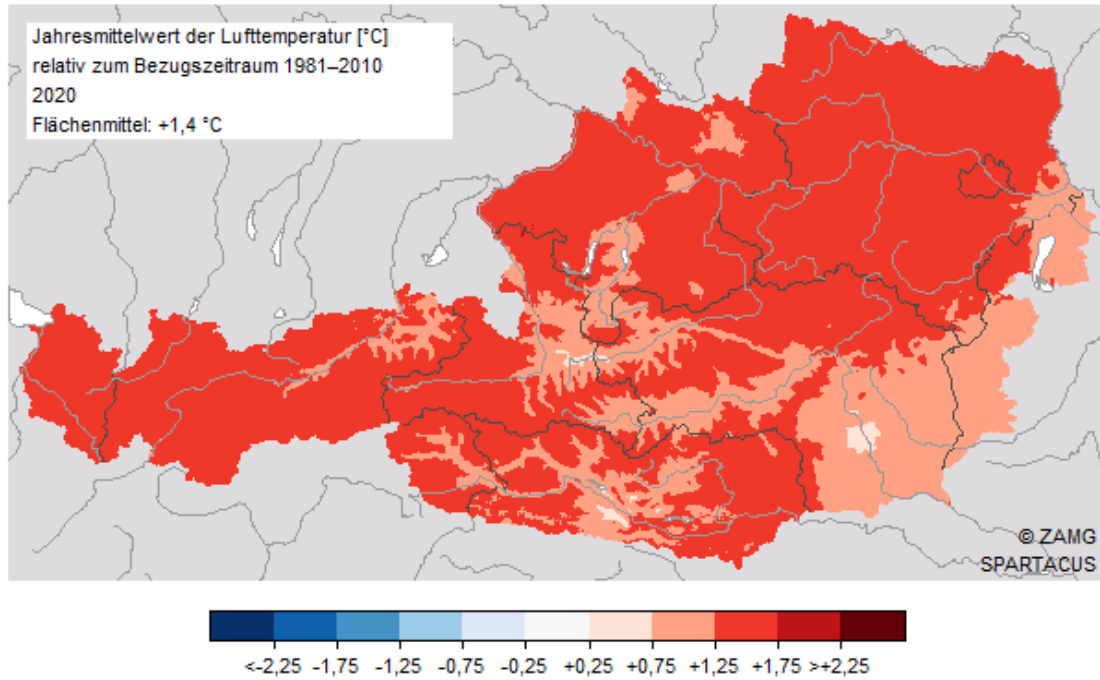 Jahresmittelwert der Lufttemperatur [°C]
relativ zum Bezugszeitraum 1981–2010
2020
Flächenmittel: +1,4 °C
© ZAMG
SPARTACUS
<-2,25 -1,75 -1,25 -0,75 -0,25 +0,25 +0,75 +1,25 +1,75 >+2,25